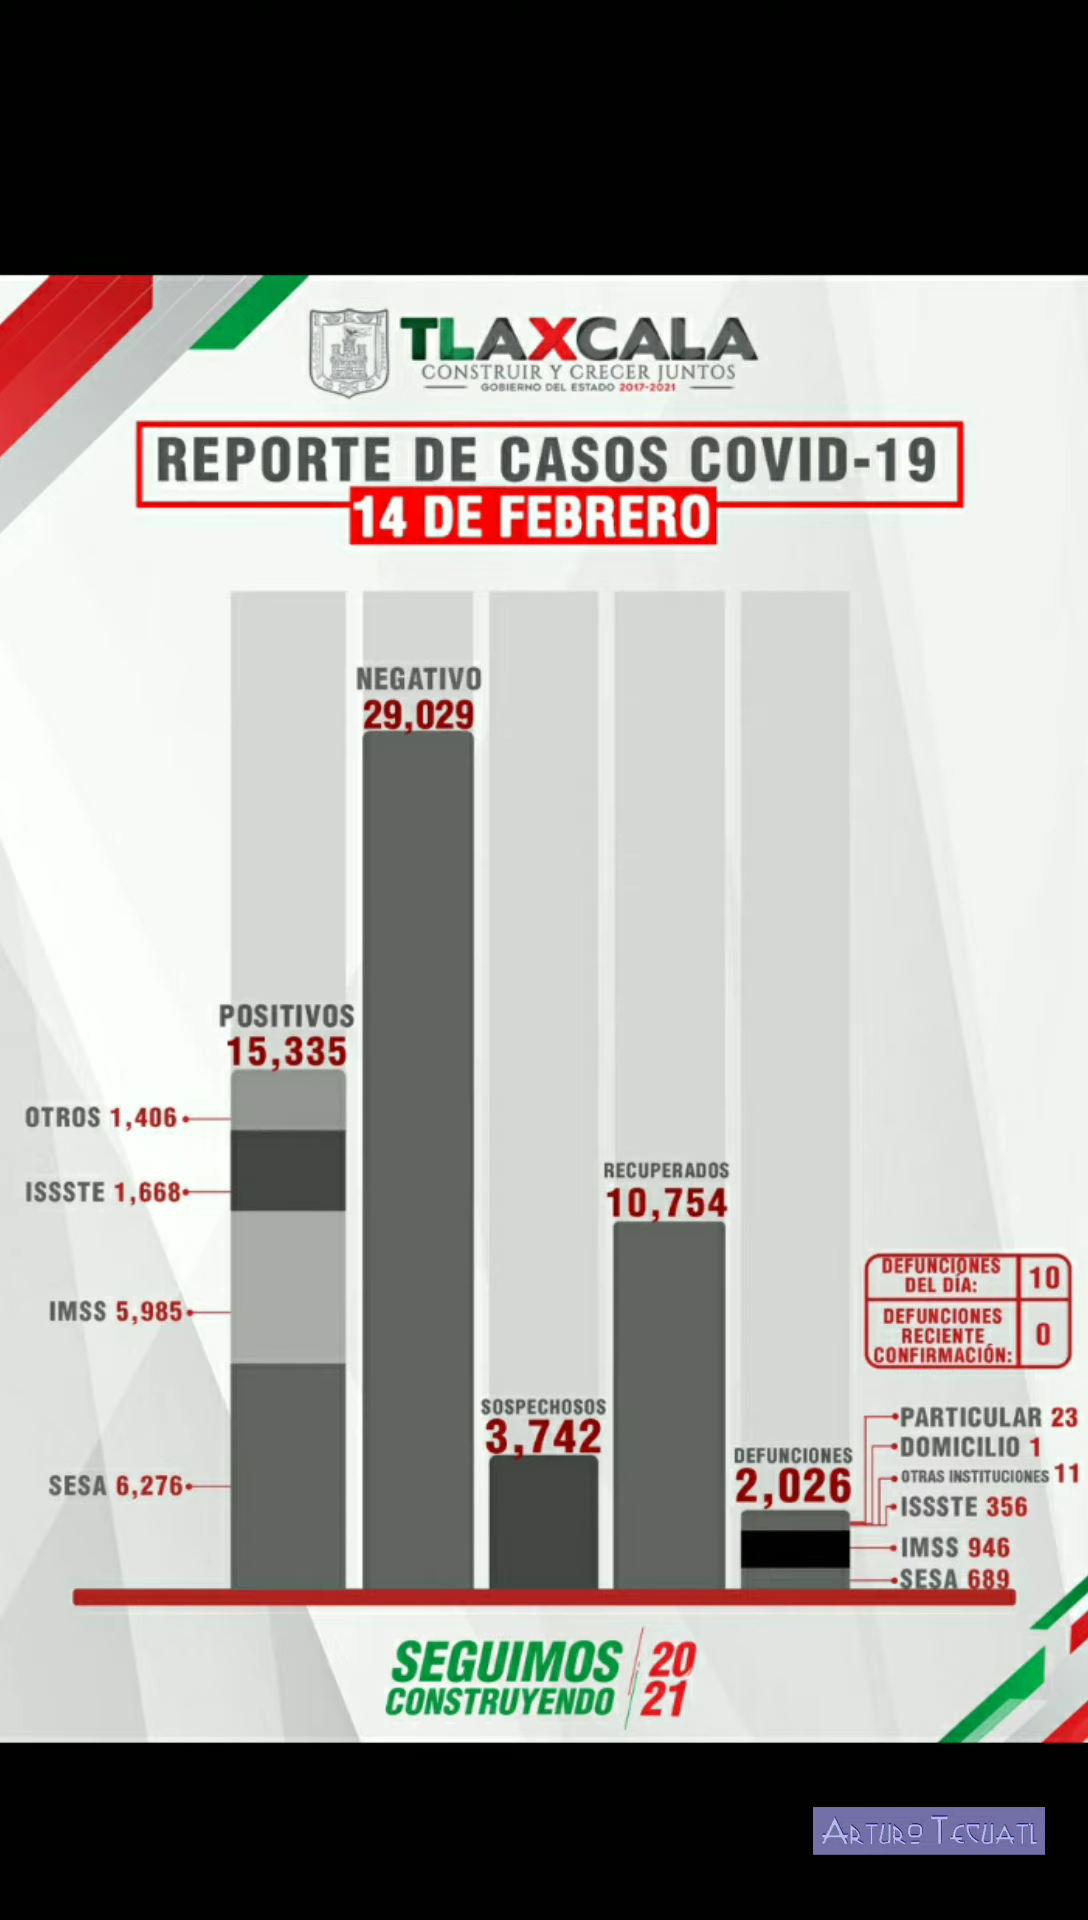 TLAXCALA
CONSTRUIR Y CRECER JUNTOS
GOBIERNO DEL ESTADO 2017-2021
REPORTE DE CASOS COVID-19
14 DE FEBRERO
NEGATIVO
29,029
POSITIVOS
15,335
OTROS 1,406
ISSSTE 1,668
IMSS 5,985
SESA 6,276
SOSPECHOSOS
3,742
RECUPERADOS
10,754
DEFUNCIONES
2,026
DEFUNCIONES
DEL DÍA:
10
DEFUNCIONES
RECIENTE
CONFIRMACIÓN:
0
PARTICULAR 23
DOMICILIO 1
OTRAS INSTITUCIONES 11
ISSSTE 356
IMSS 946
SESA 689
SEGUIMOS
CONSTRUYENDO
20
21
ARTURO TECUATL